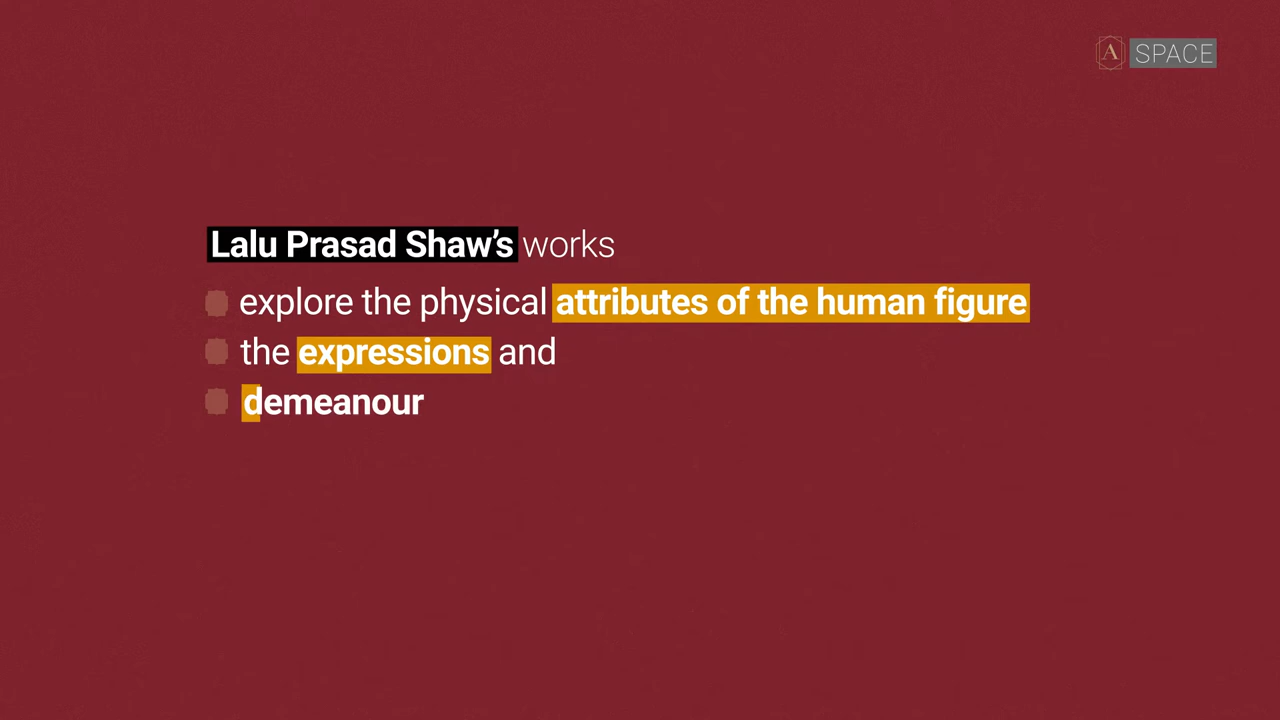 A SPACE
Lalu Prasad Shaw’s works
explore the physical attributes of the human figure
the expressions and
demeanour